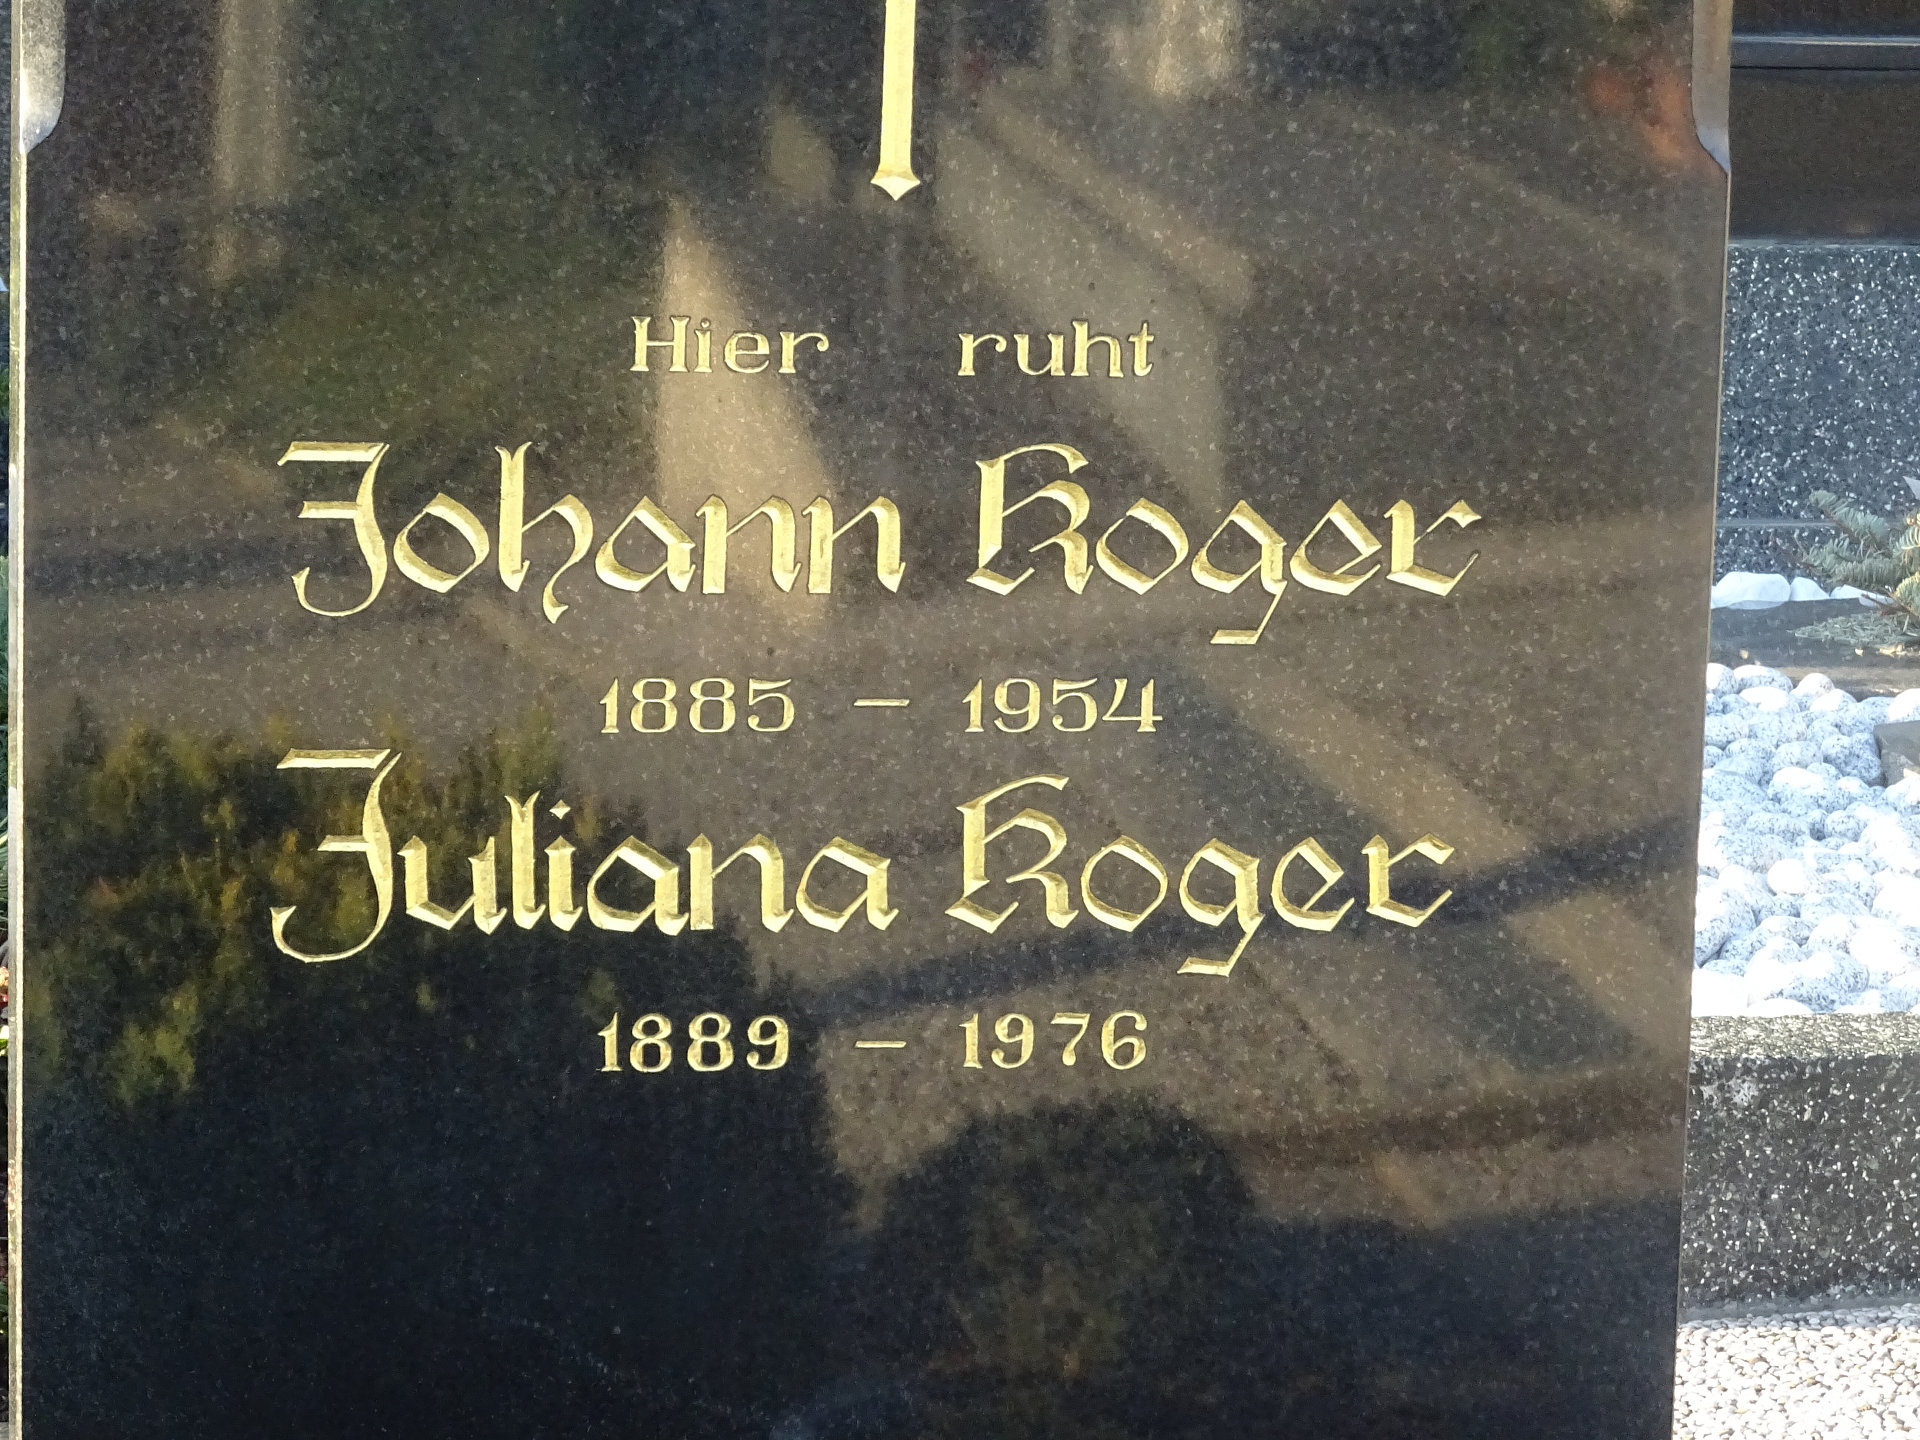 Hier ruht
Johann Koger
1885 – 1954
Juliana Koger
1889 – 1976